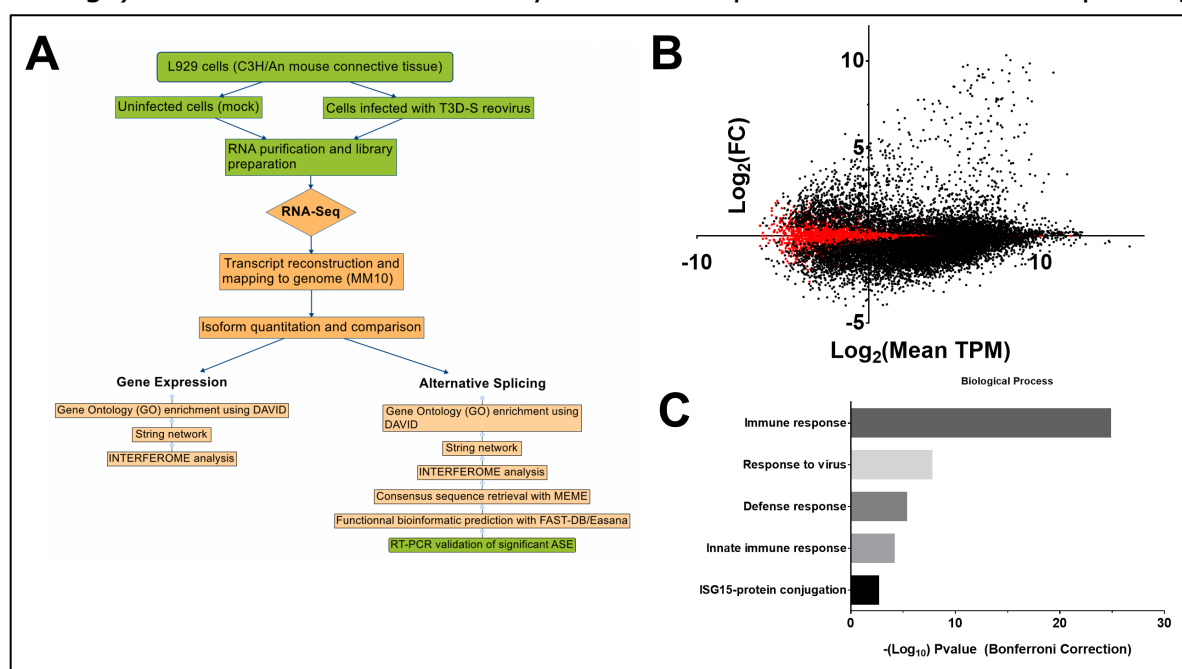 A
L929 cells (C3H/An mouse connective tissue)
Uninfected cells (mock)
Cells infected with T3D-S reovirus
RNA purification and library
preparation
RNA-Seq
Transcript reconstruction and
mapping to genome (MM10)
Isoform quantitation and comparison
Gene Expression
Gene Ontology (GO) enrichment using DAVID
String network
INTERFEROME analysis
Alternative Splicing
Gene Ontology (GO) enrichment using
DAVID
String network
INTERFEROME analysis
Consensus sequence retrieval with MEME
Functionnal bioinformatic prediction with FAST-DB/Easana
RT-PCR validation of significant ASE
B
10
5
-10
10
-5
Log2(FC)
Log2(Mean TPM)
C
Biological Process
Immune response
Response to virus
Defense response
Innate immune response
ISG15-protein conjugation
0
10
20
30
-(Log10) Pvalue (Bonferroni Correction)